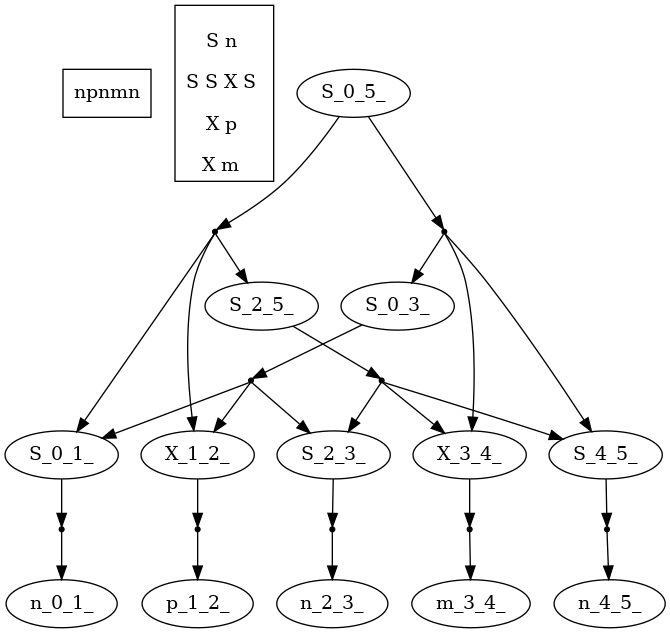 S n
npnmn
S S X S
S_0_5_
X p
X m
S_2_5_
S_0_3_
S_0_1_
X_1_2_
S_2_3_
X_3_4_
S_4_5_
n_0_1_
p_1_2_
n_2_3_
m_3_4_
n_4_5_